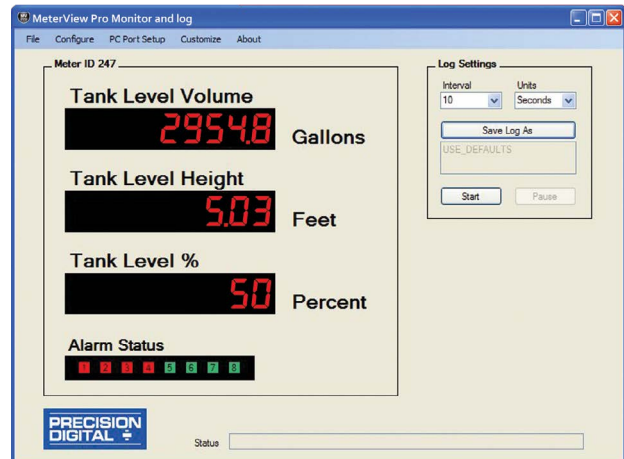 MeterView Pro Monitor and log
File Configure PC Port Setup Customize About
Meter ID 247
Tank Level Volume
2954.8 Gallons
Tank Level Height
5.03 Feet
Tank Level %
50 Percent
Alarm Status
1 2 3 4 5 6 7 8
Log Settings
Interval Units
10 Seconds
Save Log As
USE_DEFAULTS
Start Pause
PRECISION
DIGITAL
Status